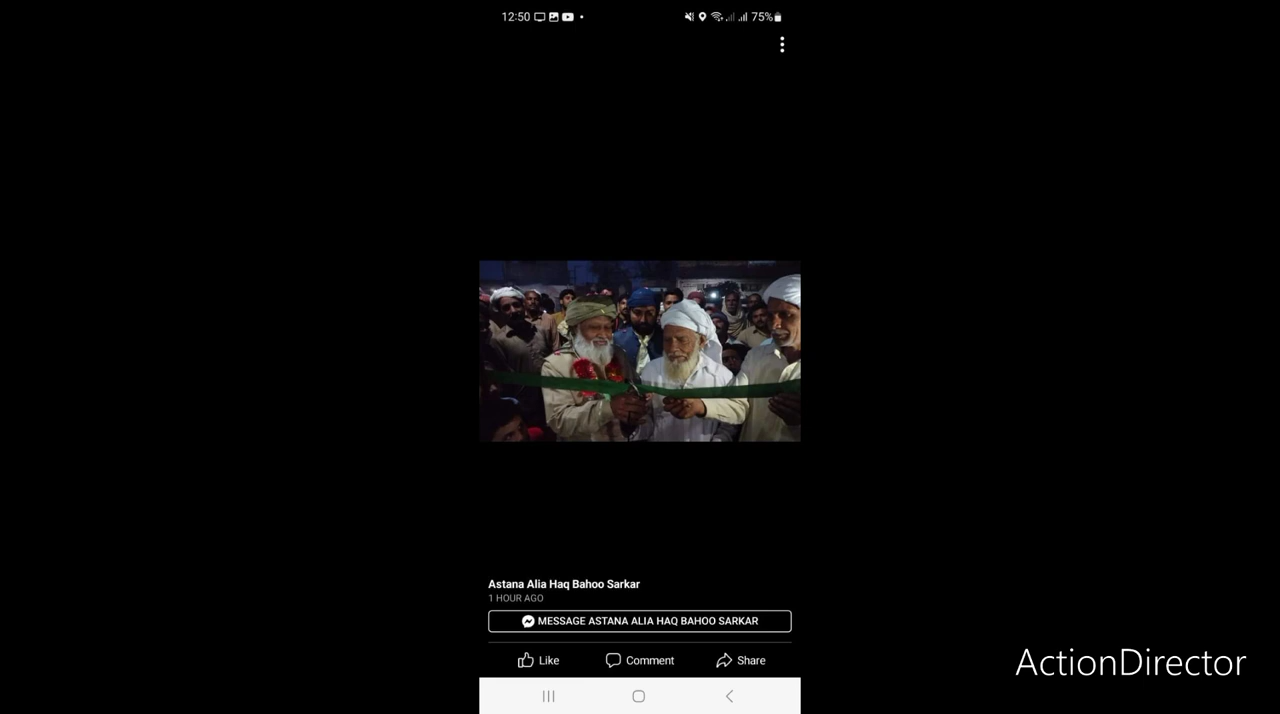 12:50 75%
Astana Alia Haq Bahoo Sarkar
1 HOUR AGO
MESSAGE ASTANA ALIA HAQ BAHOO SARKAR
Like Comment Share
ActionDirector